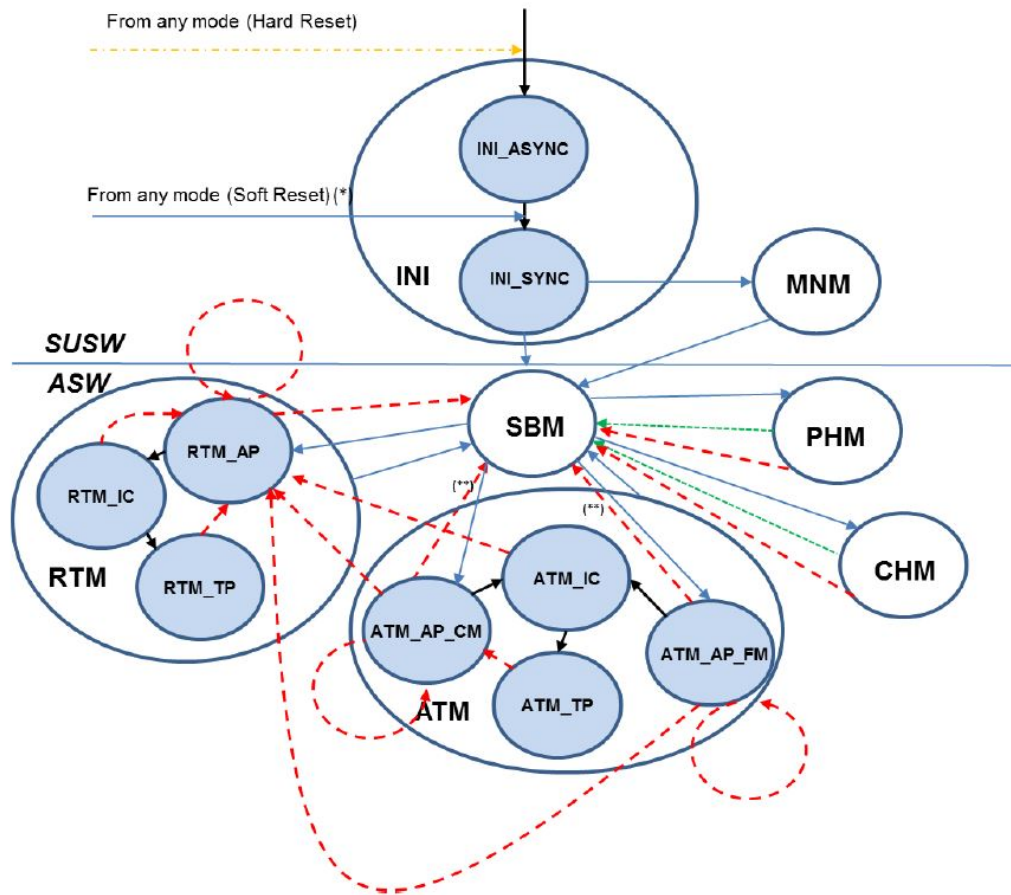 From any mode (Hard Reset)
INI_ASYNC
From any mode (Soft Reset) (*)
INI
INI_SYNC
MNM
SUSW
ASW
SBM
PHM
RTM_AP
RTM_IC
(**)
(**)
CHM
RTM
RTM_TP
ATM_IC
ATM_AP_CM
ATM_AP_FM
ATM
ATM_TP